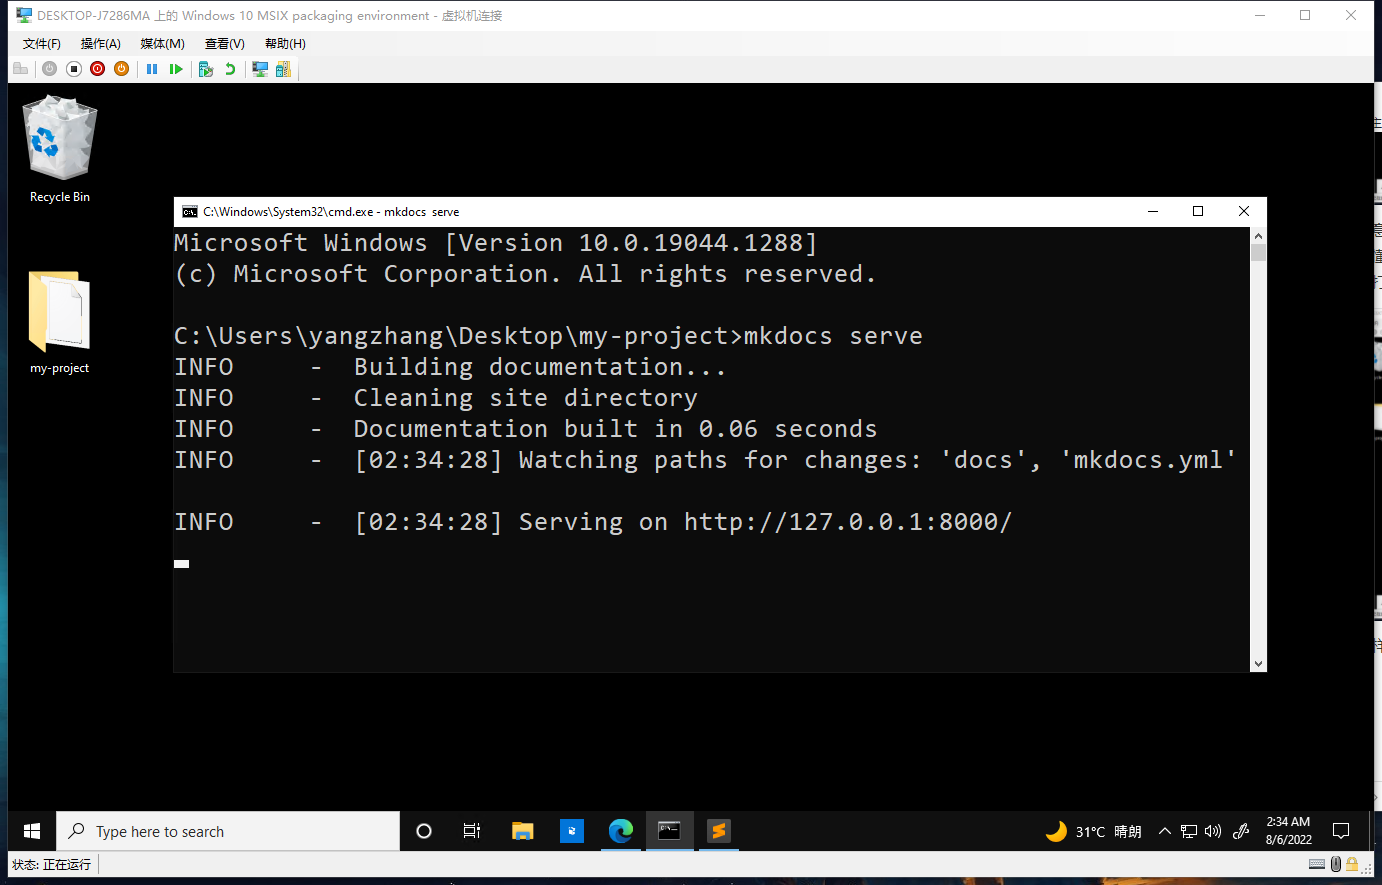 DESKTOP-J7286MA 上的 Windows 10 MSIX packaging environment - 虚拟机连接
文件(F) 操作(A) 媒体(M) 查看(V) 帮助(H)
Recycle Bin
my-project
C:\Windows\System32\cmd.exe - mkdocs serve
Microsoft Windows [Version 10.0.19044.1288]
(c) Microsoft Corporation. All rights reserved.
C:\Users\yangzhang\Desktop\my-project>mkdocs serve
INFO - Building documentation...
INFO - Cleaning site directory
INFO - Documentation built in 0.06 seconds
INFO - [02:34:28] Watching paths for changes: 'docs', 'mkdocs.yml'
INFO - [02:34:28] Serving on http://127.0.0.1:8000/
Type here to search
31°C 晴朗
2:34 AM
8/6/2022
状态: 正在运行